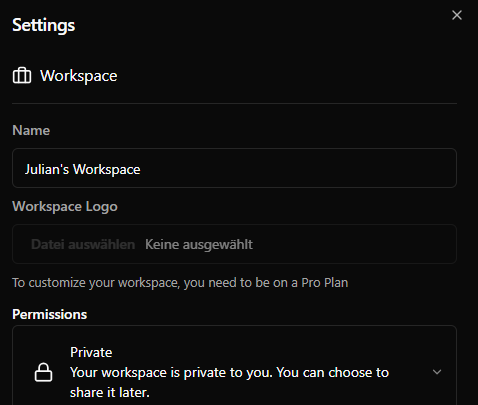 Settings
Workspace
Name
Julian's Workspace
Workspace Logo
Datei auswählen Keine ausgewählt
To customize your workspace, you need to be on a Pro Plan
Permissions
Private
Your workspace is private to you. You can choose to
share it later.